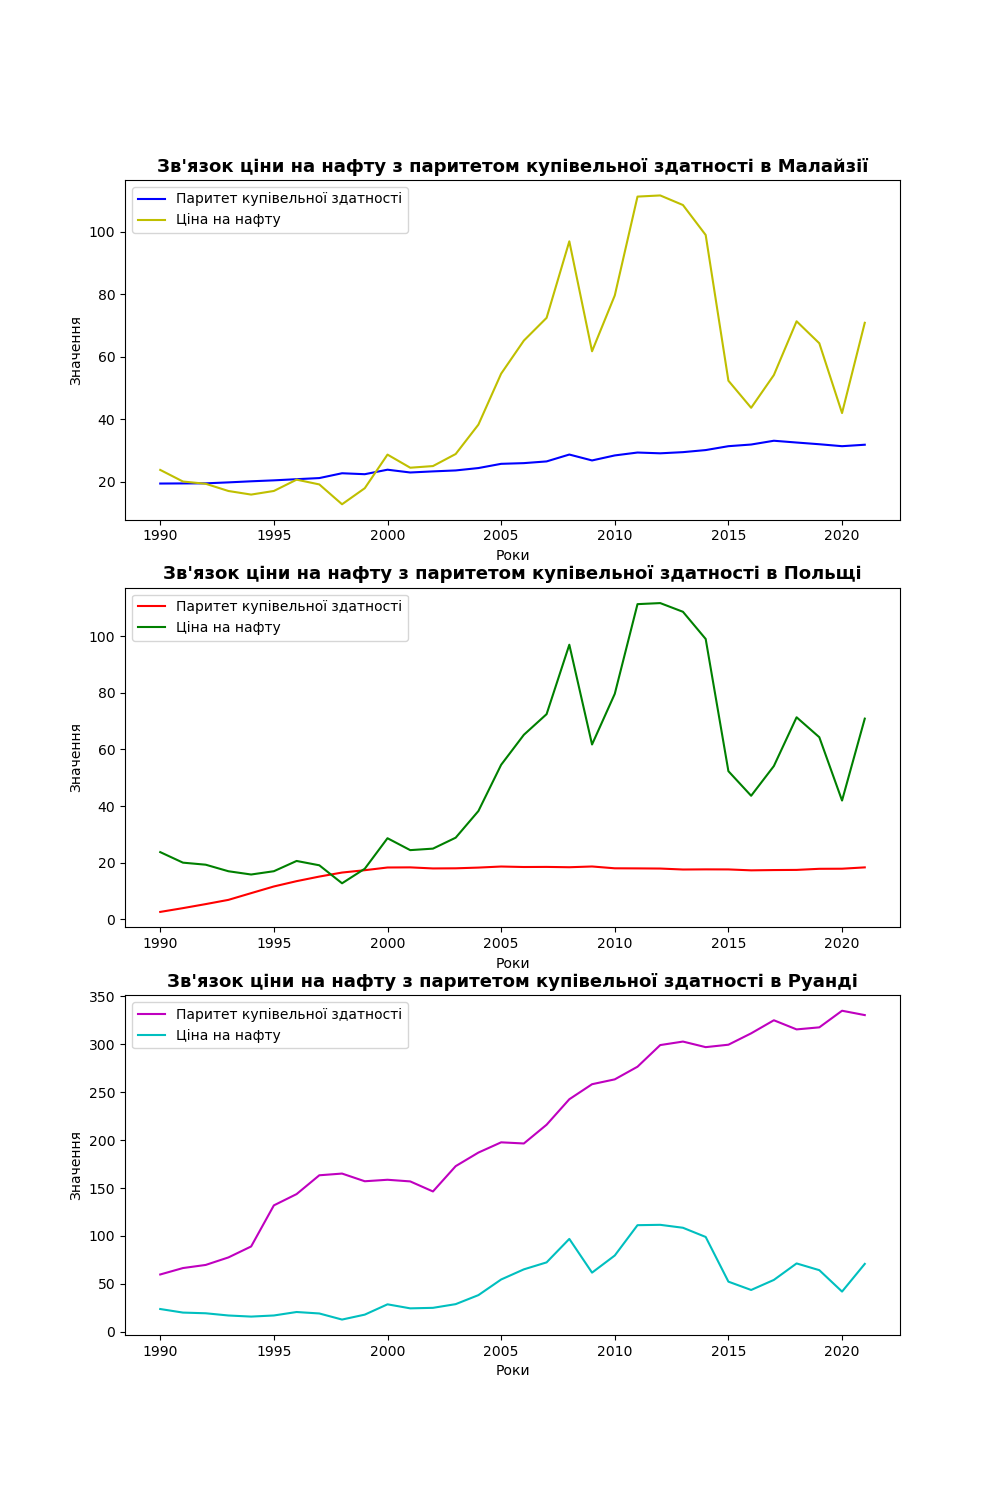 Зв'язок ціни на нафту з паритетом купівельної здатності в Малайзії
Паритет купівельної здатності
Ціна на нафту
100
80
60
40
20
Значення
1990 1995 2000 2005 2010 2015 2020
Роки
Зв'язок ціни на нафту з паритетом купівельної здатності в Польщі
Паритет купівельної здатності
Ціна на нафту
100
80
60
40
20
0
Значення
1990 1995 2000 2005 2010 2015 2020
Роки
Зв'язок ціни на нафту з паритетом купівельної здатності в Руанді
Паритет купівельної здатності
Ціна на нафту
350
300
250
200
150
100
50
0
Значення
1990 1995 2000 2005 2010 2015 2020
Роки